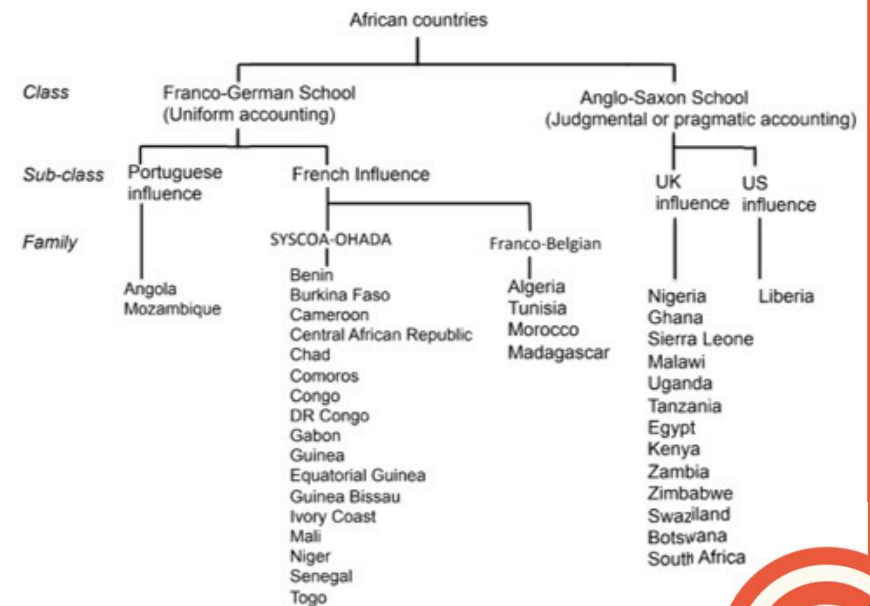 African countries
Class
Franco-German School
(Uniform accounting)
Anglo-Saxon School
(Judgmental or pragmatic accounting)
Sub-class
Portuguese
influence
French Influence
UK
influence
US
influence
Family
SYSCOA-OHADA
Franco-Belgian
Angola
Mozambique
Benin
Burkina Faso
Cameroon
Central African Republic
Chad
Comoros
Congo
DR Congo
Gabon
Guinea
Equatorial Guinea
Guinea Bissau
Ivory Coast
Mali
Niger
Senegal
Togo
Algeria
Tunisia
Morocco
Madagascar
Nigeria
Ghana
Sierra Leone
Malawi
Uganda
Tanzania
Egypt
Kenya
Zambia
Zimbabwe
Swaziland
Botswana
South Africa
Liberia